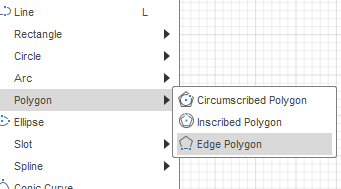 Line L
Rectangle
Circle
Arc
Polygon
Circumscribed Polygon
Inscribed Polygon
Edge Polygon
Ellipse
Slot
Spline
Conic Curve